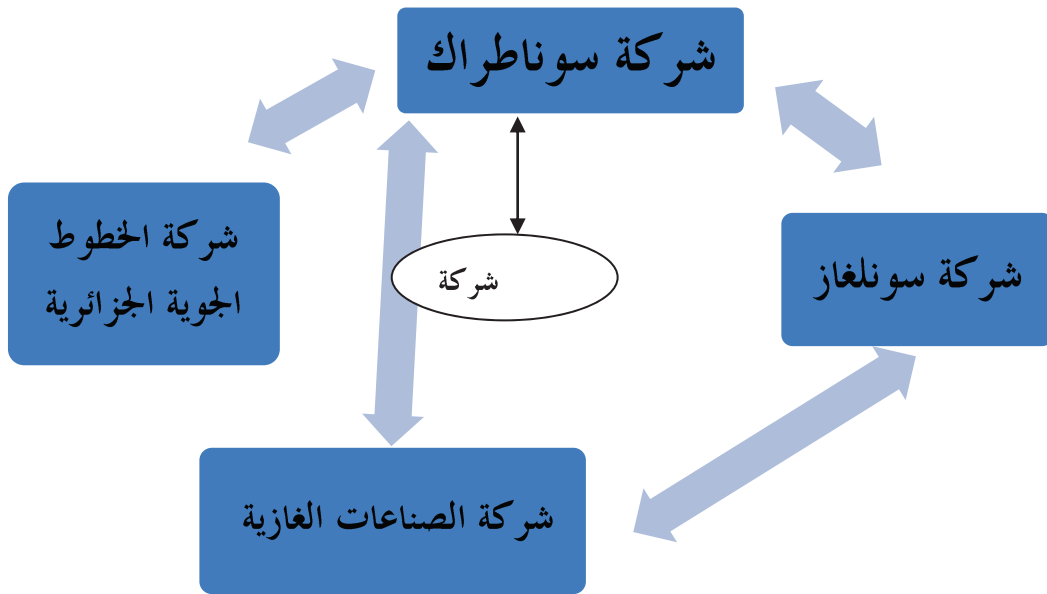 شركة سوناطراك
شركة الخطوط
الجوية الجزائرية
شركة سونلغاز
شركة
شركة الصناعات الغازية